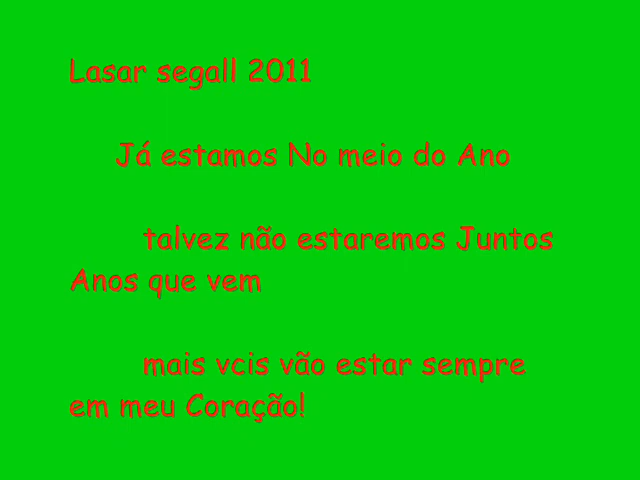 Lasar segall 2011
Já estamos No meio do Ano
talvez não estaremos Juntos
Anos que vem
mais vcis vão estar sempre
em meu Coração!